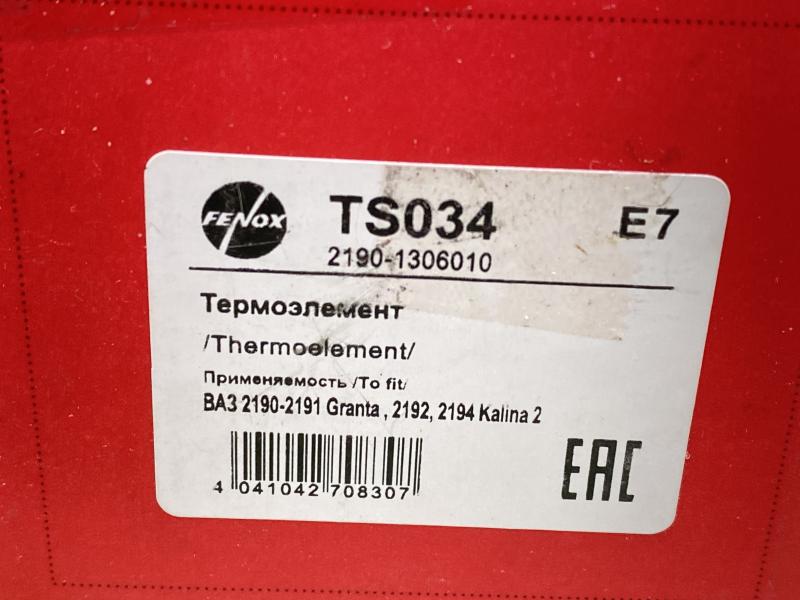 FENOX
TS034
E7
2190-1306010
Термоэлемент
/Thermoelement/
Применяемость /To fit/
ВАЗ 2190-2191 Granta , 2192, 2194 Kalina 2
4 041042 708307
EAC